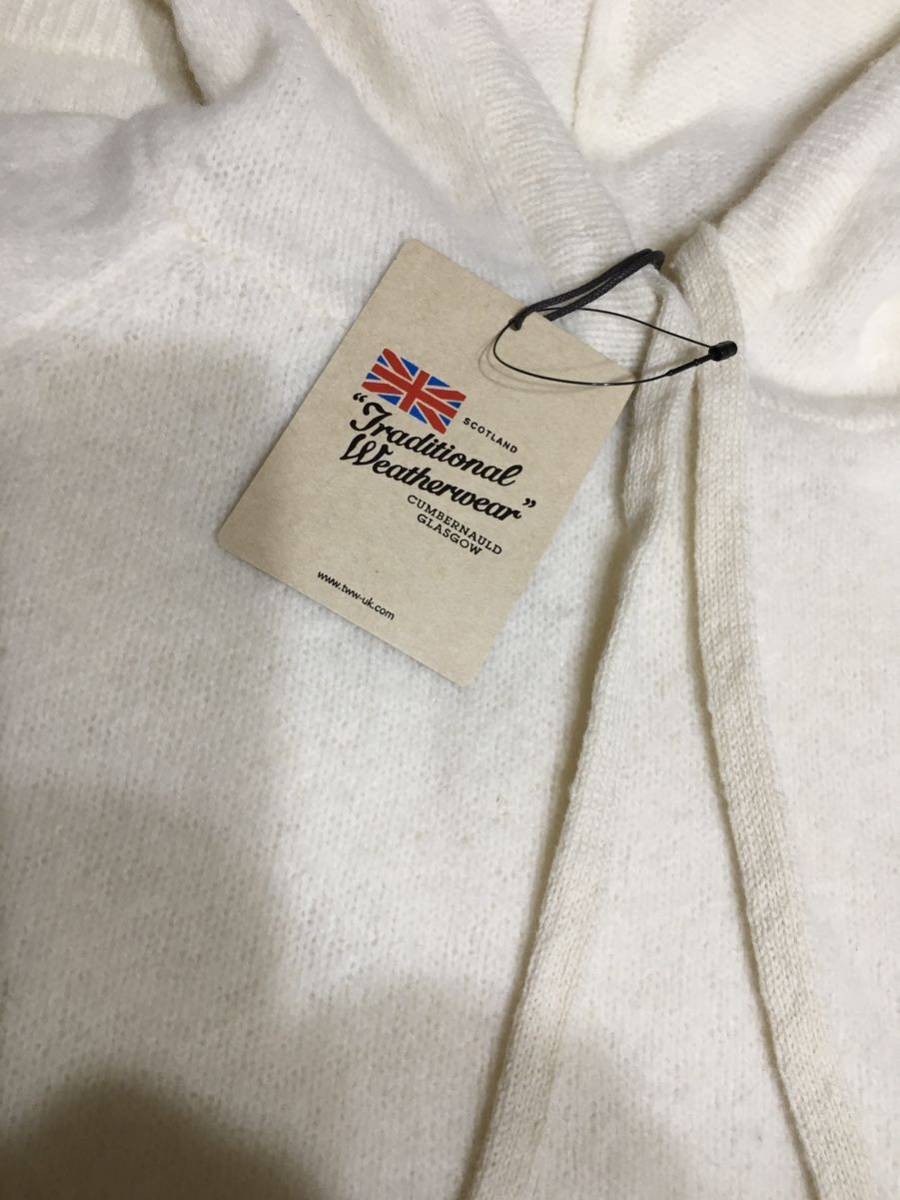 SCOTLAND
"Traditional
Weatherwear"
CUMBERNAULD
GLASGOW
www.tww-uk.com